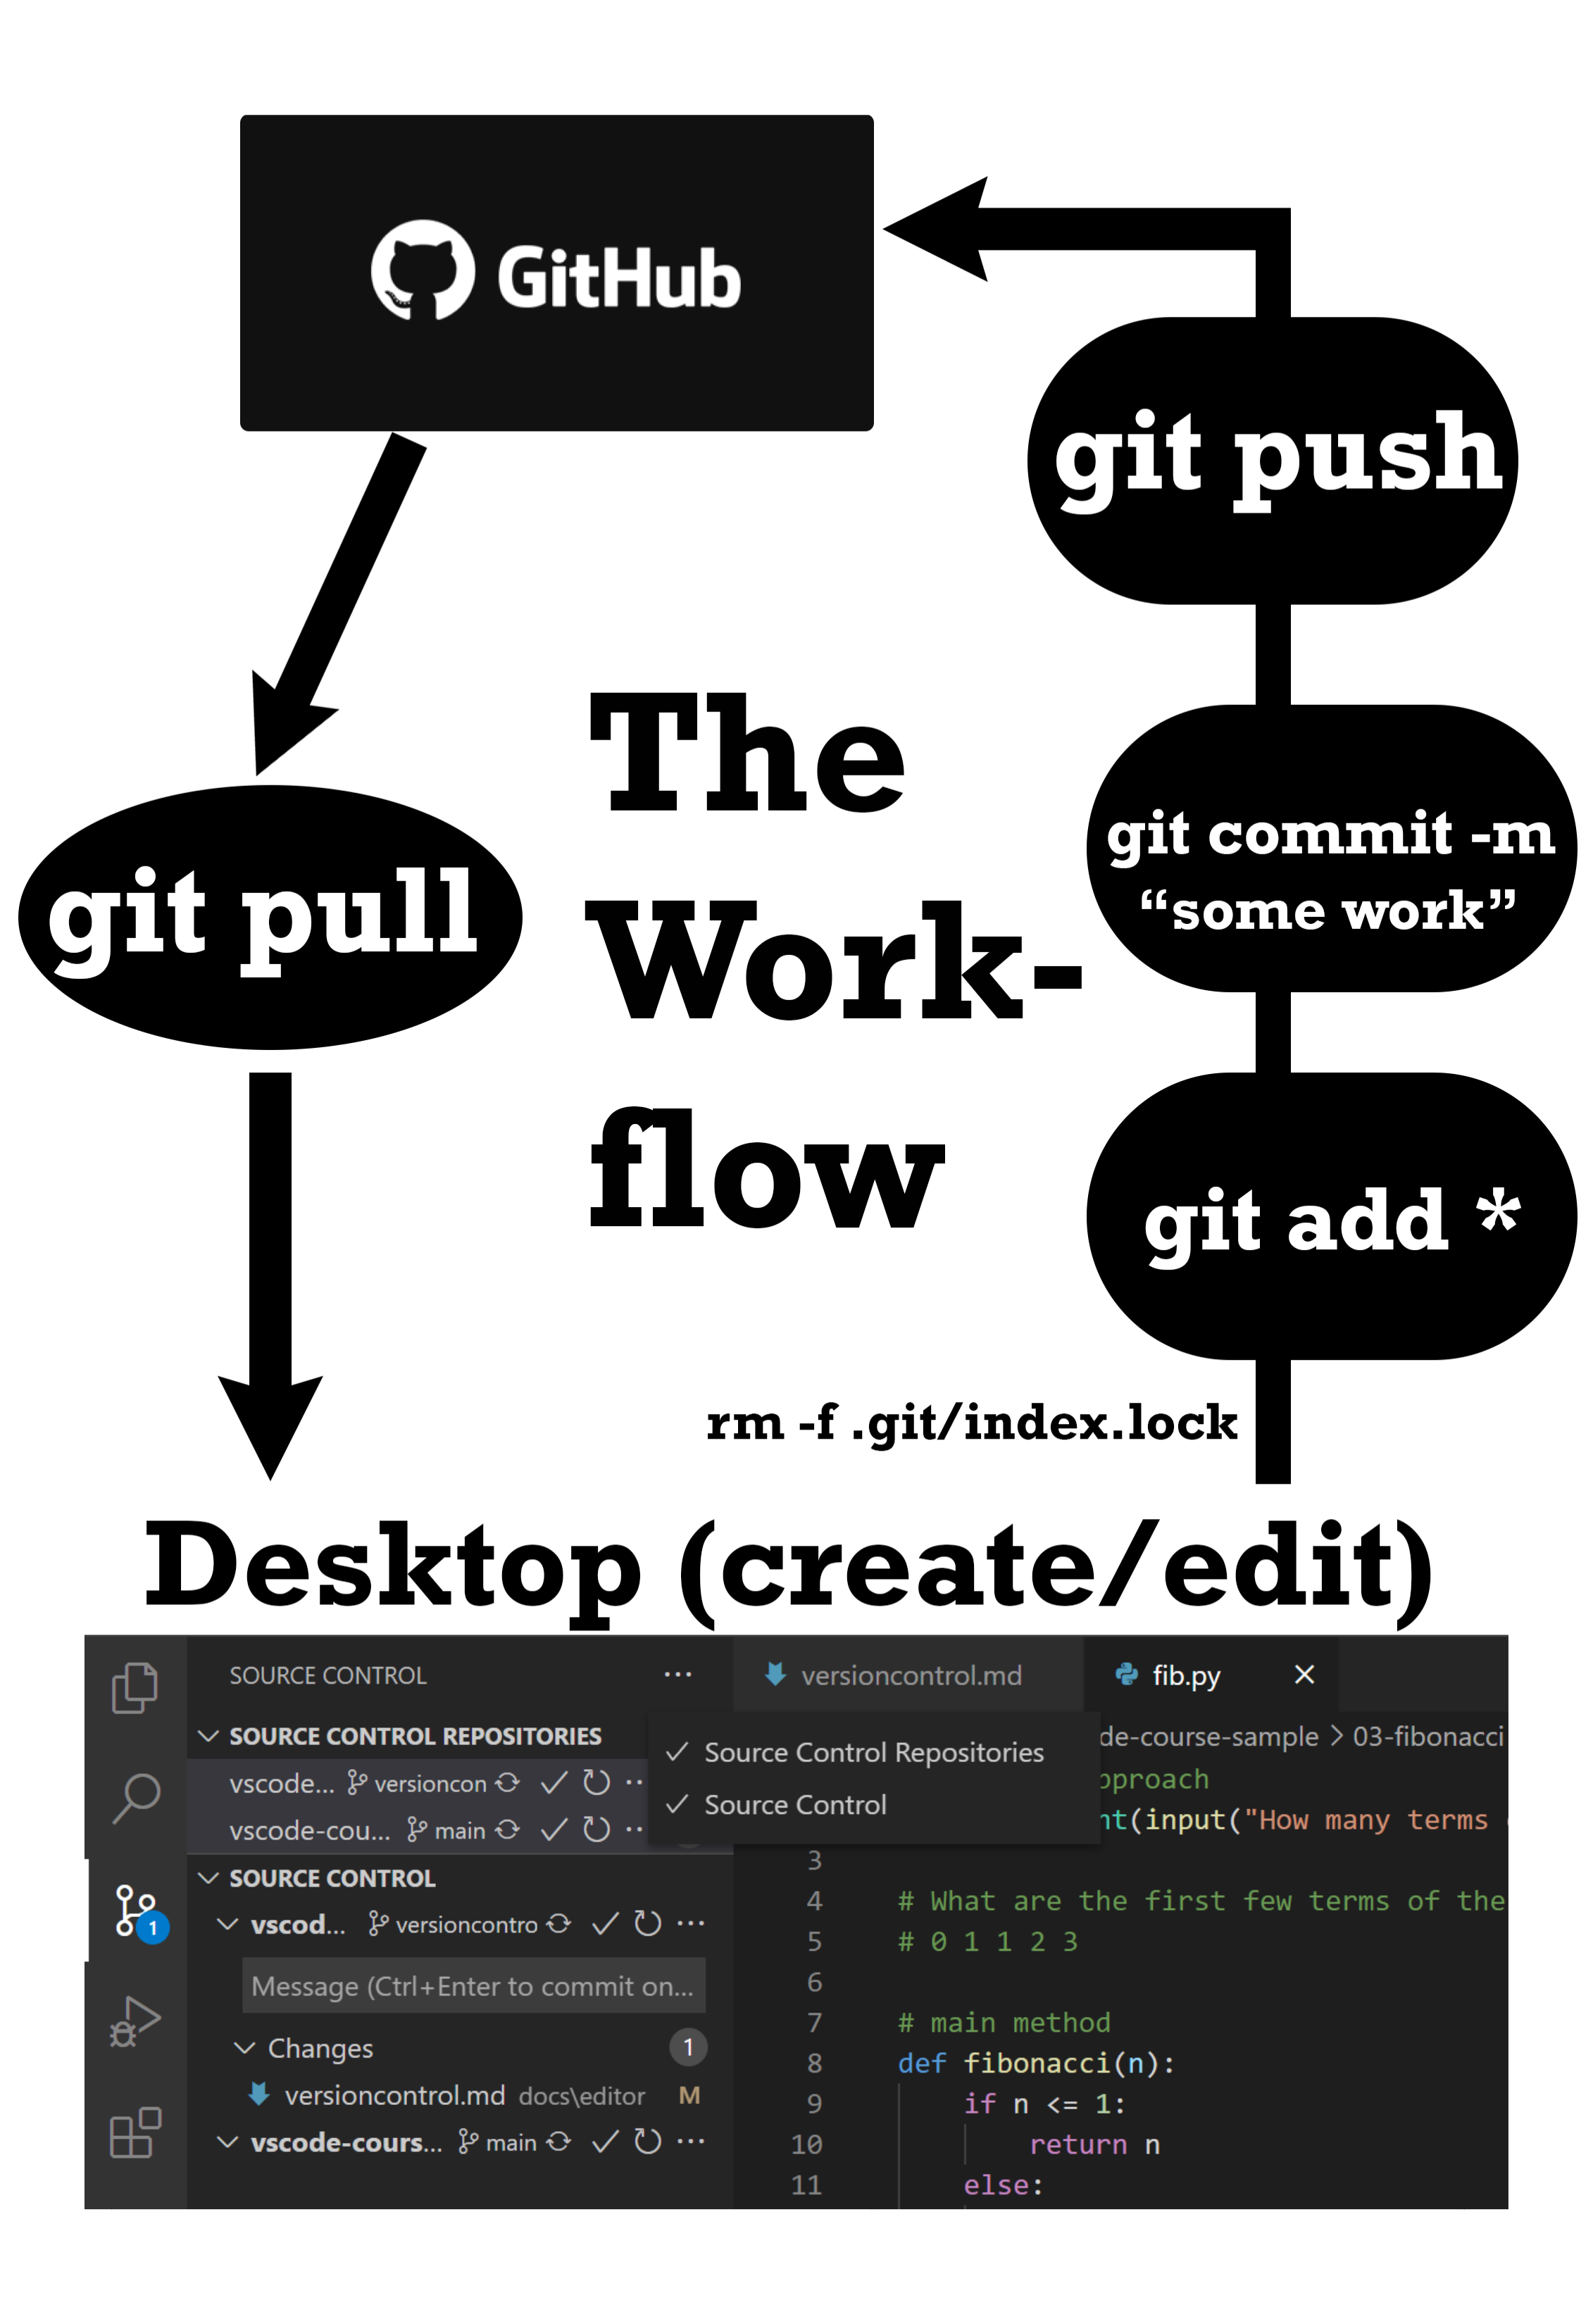 GitHub
git push
The
Work-
flow
git commit -m
“some work”
git pull
git add *
rm -f .git/index.lock
Desktop (create/edit)
SOURCE CONTROL ···
SOURCE CONTROL REPOSITORIES
vscode... versioncon
vscode-cou... main
SOURCE CONTROL
vscod... versioncontro ···
Message (Ctrl+Enter to commit on...
Changes 1
versioncontrol.md docs\editor M
vscode-cours... main ···
1
versioncontrol.md
fib.py
Source Control Repositories
Source Control
de-course-sample > 03-fibonacci
pproach
nt(input("How many terms
3
4 # What are the first few terms of the
5 # 0 1 1 2 3
6
7 # main method
8 def fibonacci(n):
9 if n <= 1:
10 return n
11 else: